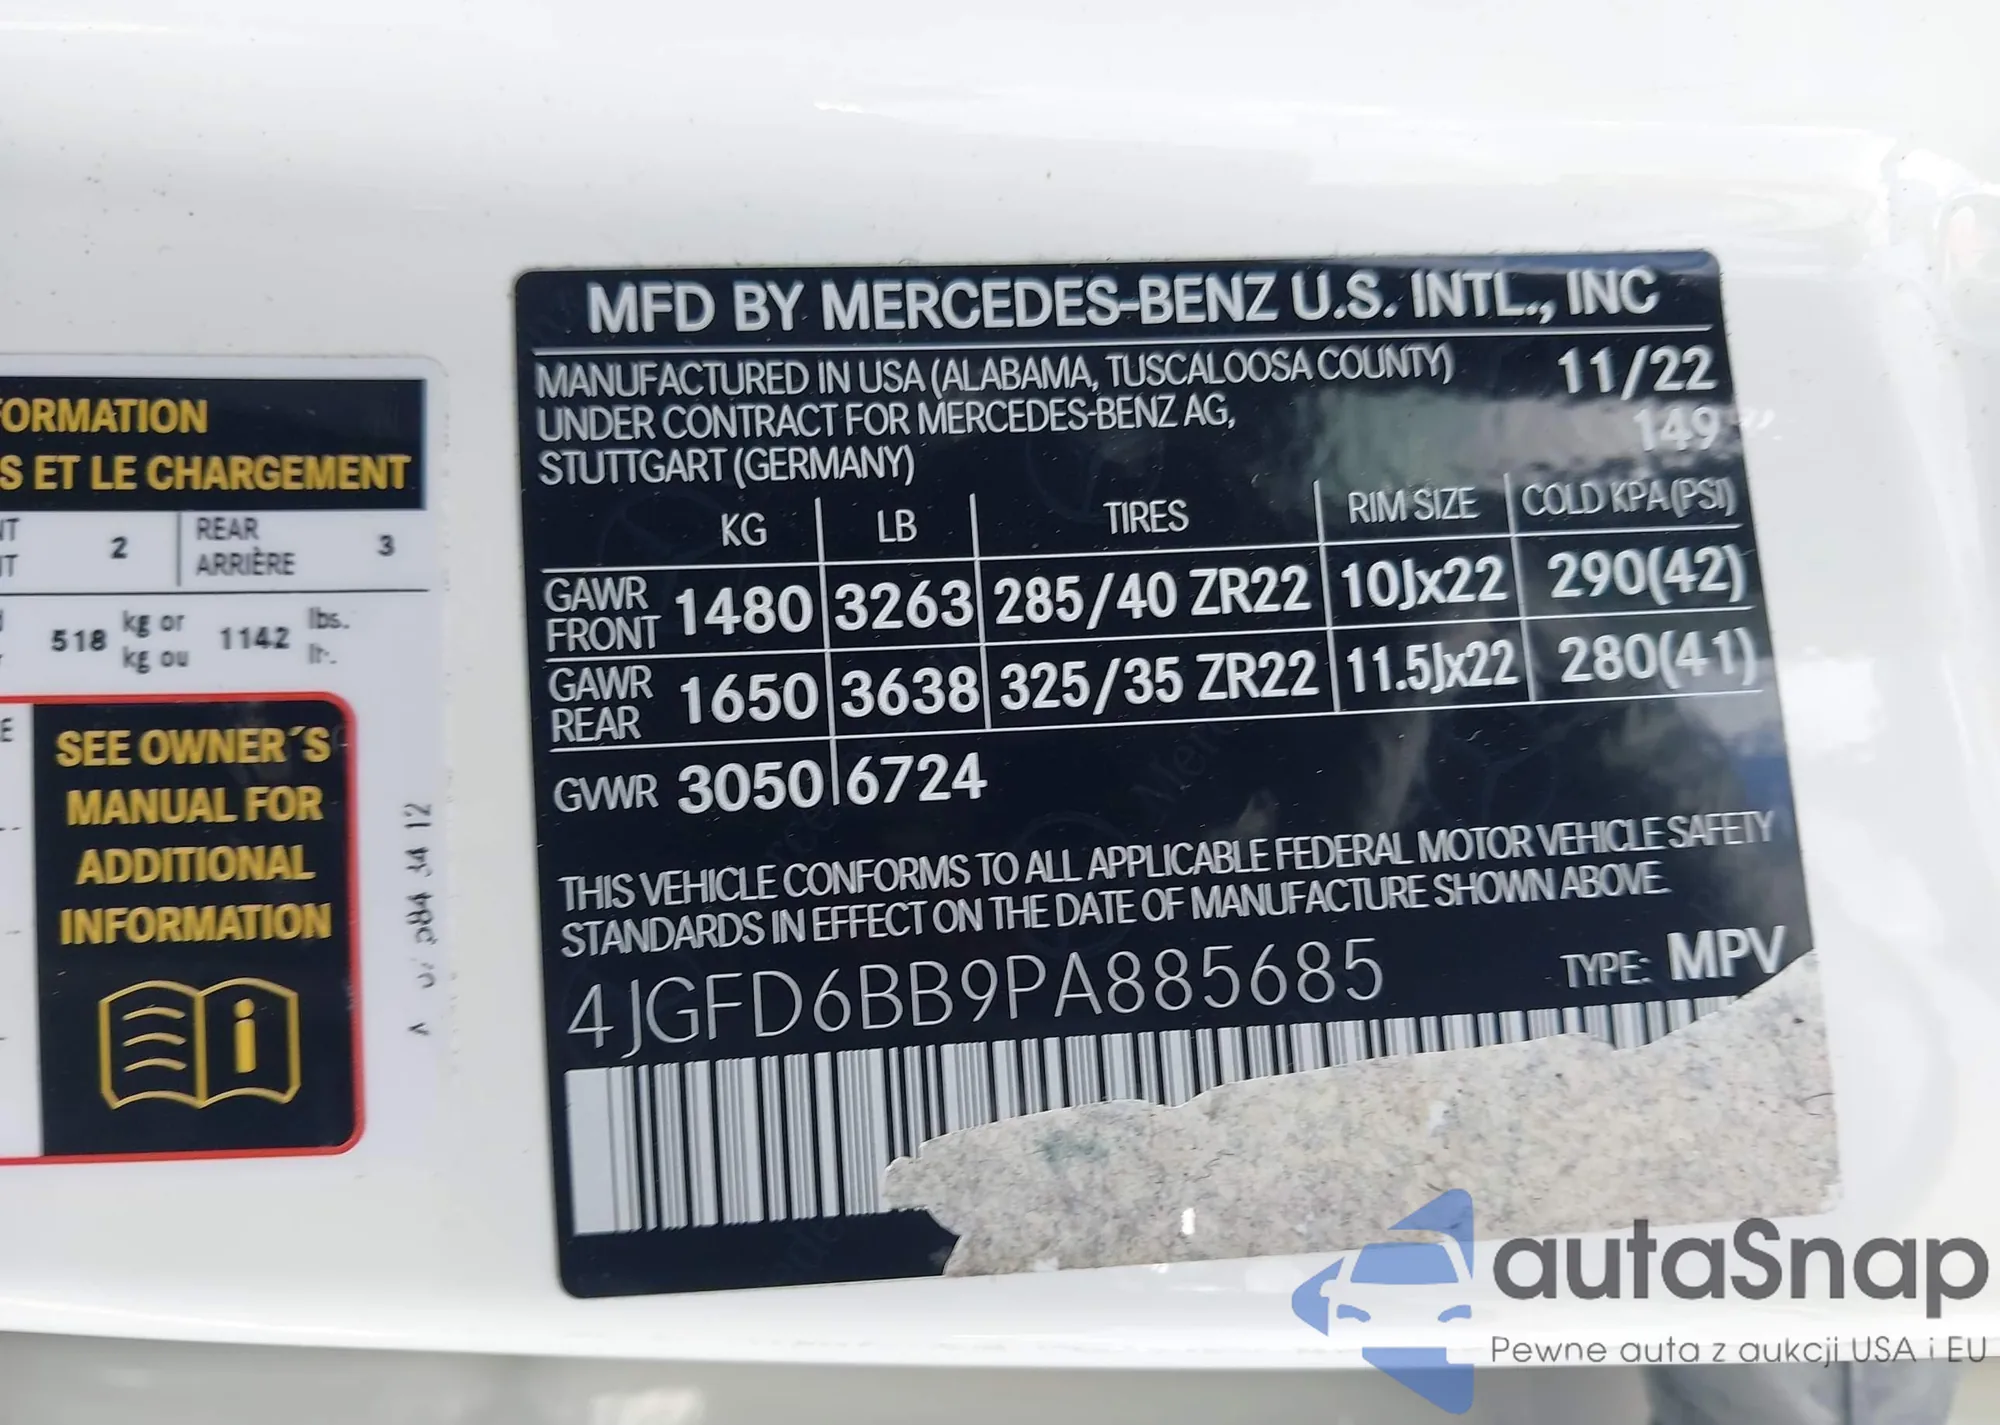 FORMATION
S ET LE CHARGEMENT
2 REAR 3
ARRIÈRE
518 kg or 1142 lbs.
kg ou
SEE OWNER´S
MANUAL FOR
ADDITIONAL
INFORMATION
584 34 12
MFD BY MERCEDES-BENZ U.S. INTL., INC
MANUFACTURED IN USA (ALABAMA, TUSCALOOSA COUNTY) 11/22
UNDER CONTRACT FOR MERCEDES-BENZ AG, 149
STUTTGART (GERMANY)
KG LB TIRES RIM SIZE COLD KPA (PSI)
GAWR FRONT 1480 3263 285/40 ZR22 10Jx22 290(42)
GAWR REAR 1650 3638 325/35 ZR22 11.5Jx22 280(41)
GVWR 3050 6724
THIS VEHICLE CONFORMS TO ALL APPLICABLE FEDERAL MOTOR VEHICLE SAFETY
STANDARDS IN EFFECT ON THE DATE OF MANUFACTURE SHOWN ABOVE.
4JGFD6BB9PA885685 TYPE: MPV
autaSnap
Pewne auta z aukcji USA i EU